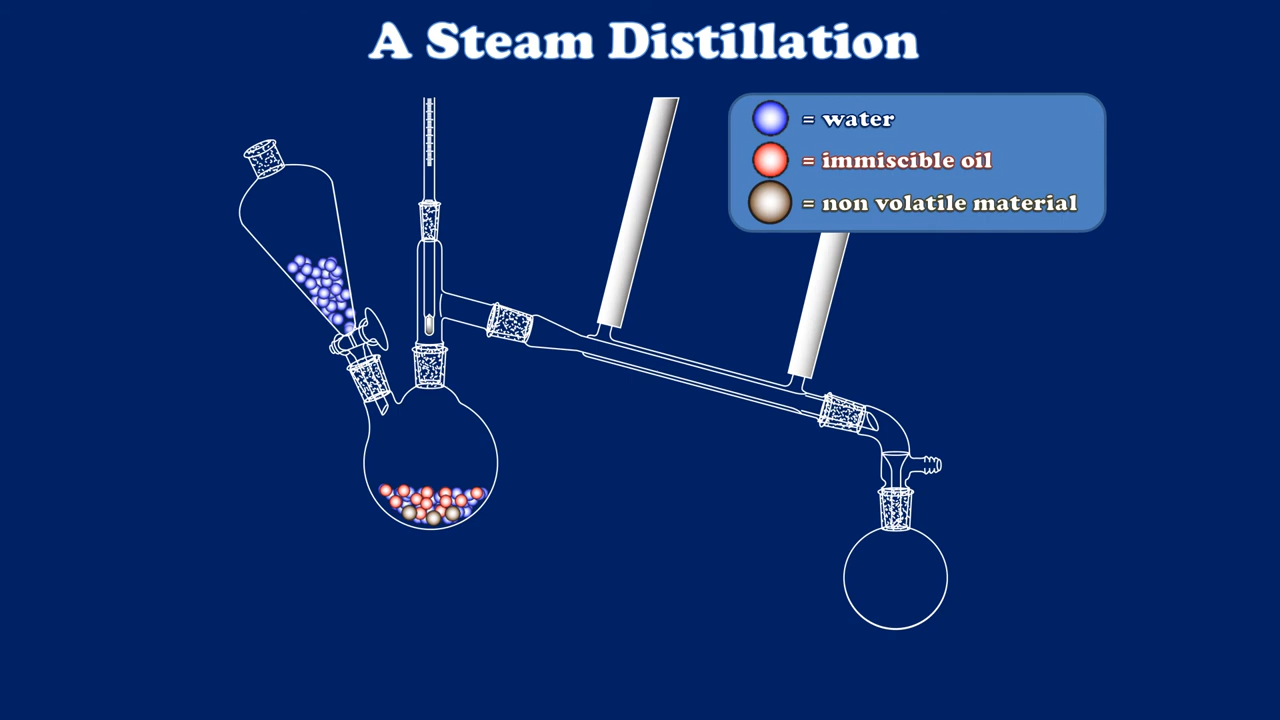 A Steam Distillation
= water
= immiscible oil
= non volatile material